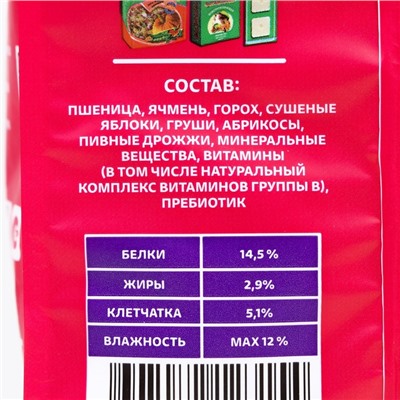 СОСТАВ:
ПШЕНИЦА, ЯЧМЕНЬ, ГОРОХ, СУШЕНЫЕ
ЯБЛОКИ, ГРУШИ, АБРИКОСЫ,
ПИВНЫЕ ДРОЖЖИ, МИНЕРАЛЬНЫЕ
ВЕЩЕСТВА, ВИТАМИНЫ
(В ТОМ ЧИСЛЕ НАТУРАЛЬНЫЙ
КОМПЛЕКС ВИТАМИНОВ ГРУППЫ В),
ПРЕБИОТИК
БЕЛКИ 14,5 %
ЖИРЫ 2,9%
КЛЕТЧАТКА 5,1%
ВЛАЖНОСТЬ MAX 12 %